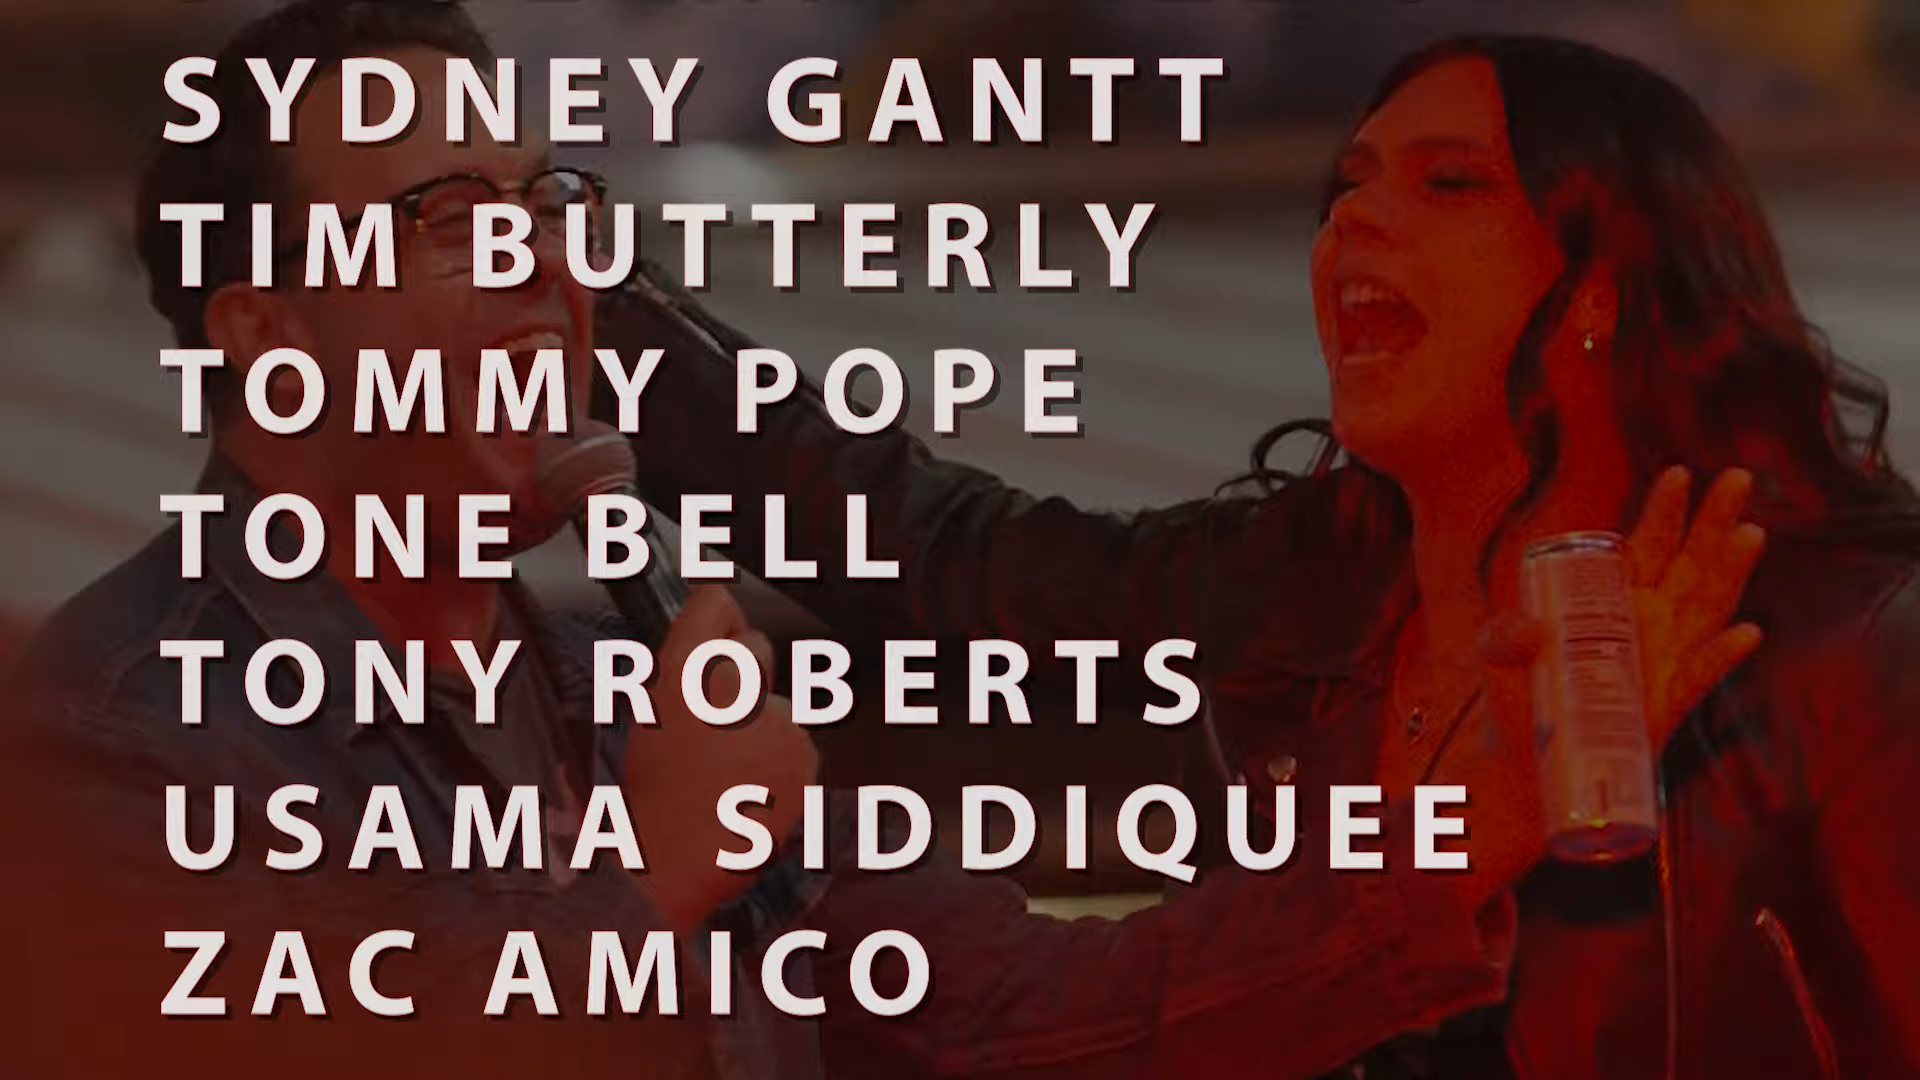 SYDNEY GANTT
TIM BUTTERLY
TOMMY POPE
TONE BELL
TONY ROBERTS
USAMA SIDDIQUEE
ZAC AMICO